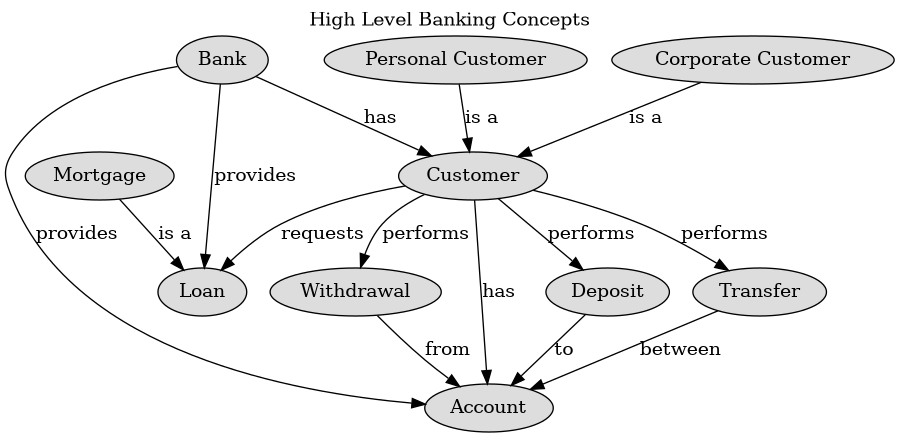 High Level Banking Concepts
Bank
Personal Customer
Corporate Customer
has
is a
is a
Mortgage
provides
Customer
provides
is a
requests
performs
performs
performs
Loan
Withdrawal
has
Deposit
Transfer
from
to
between
Account